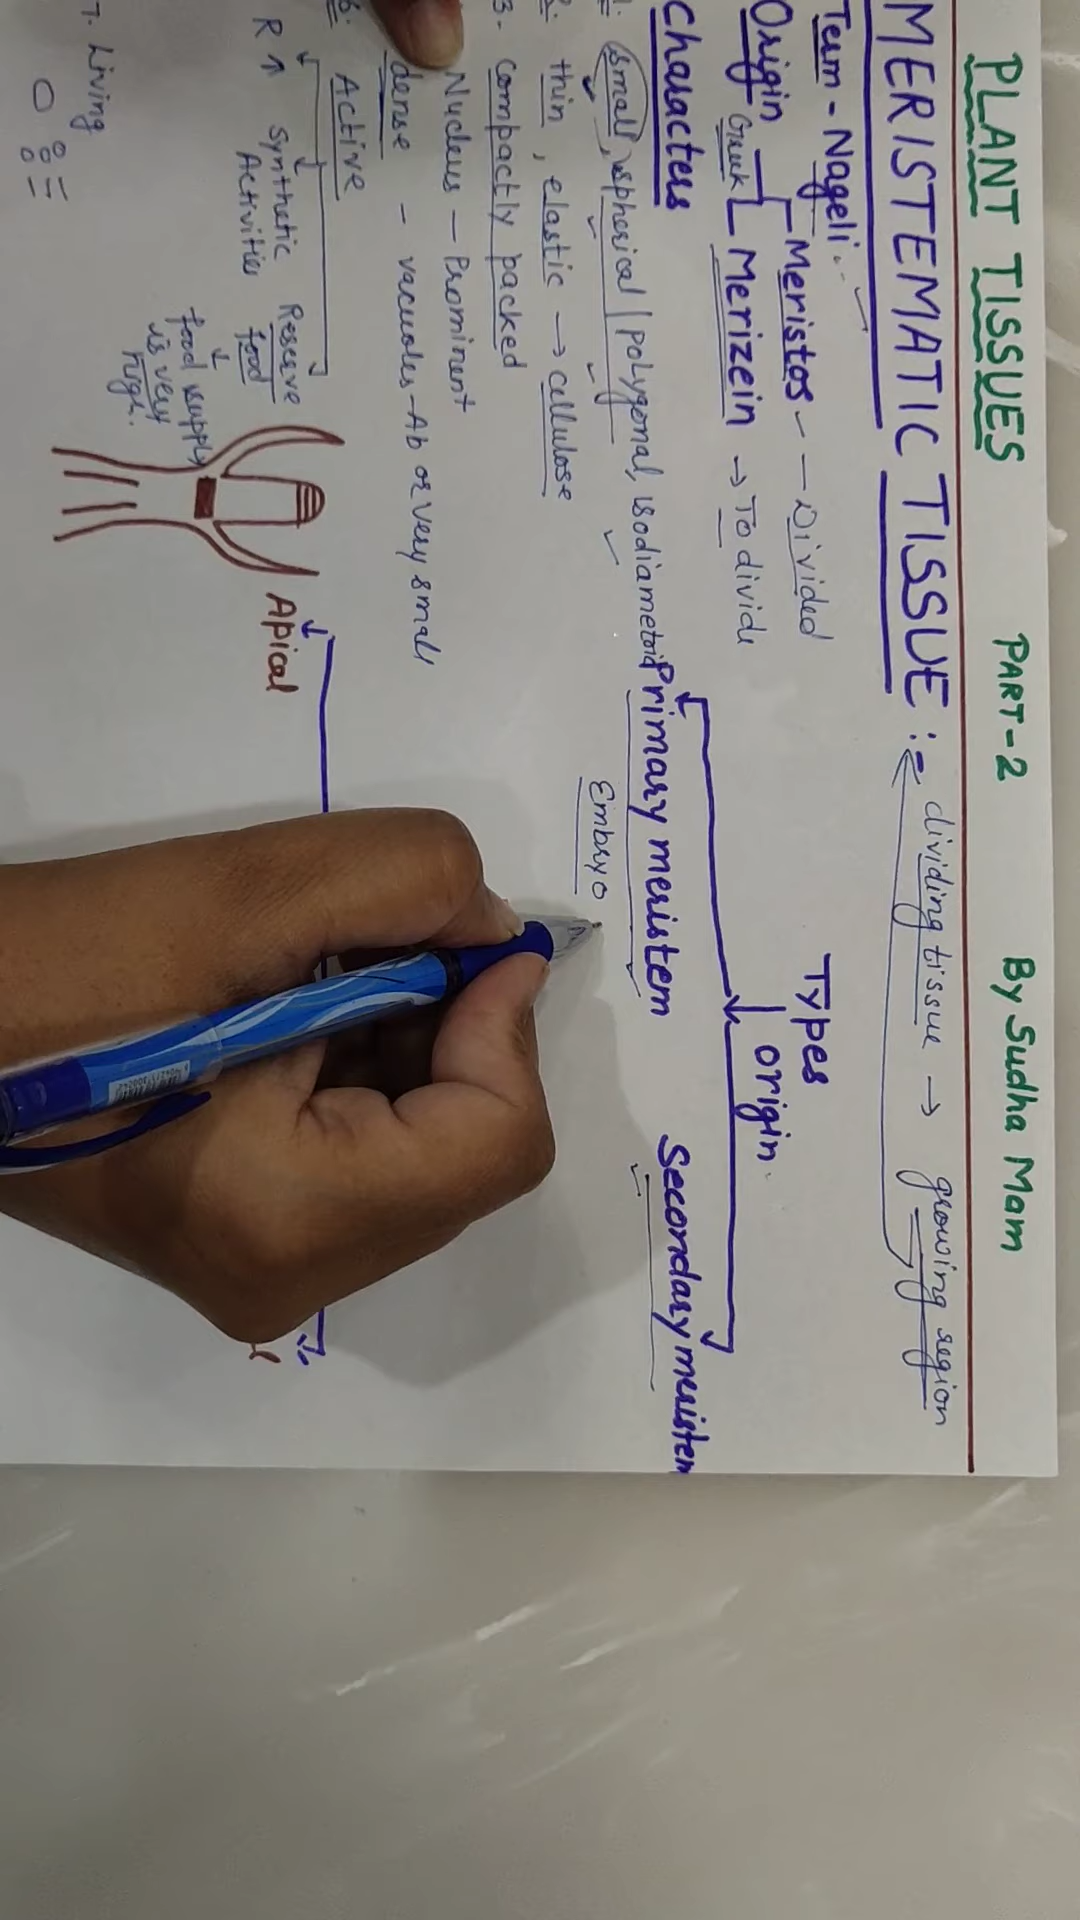 PLANT TISSUES PART-2 By Sudha Mam
MERISTEMATIC TISSUE :- dividing tissue → growing region
Term - Nageli.
Meristos - Divided
Origin
Greek Merizein → To divide
Characters
1. small, spherical / polygonal, isodiametric
2. thin, elastic → cellulose
3. compactly packed
Nucleus - Prominent
dense - vacuoles - Ab or very small
6. Active
R ↑ Synthetic Activities Reserve food
↓
food supply is very high.
7. Living
Types
origin.
Primary meristem Secondary meristem
Embryo
Apical